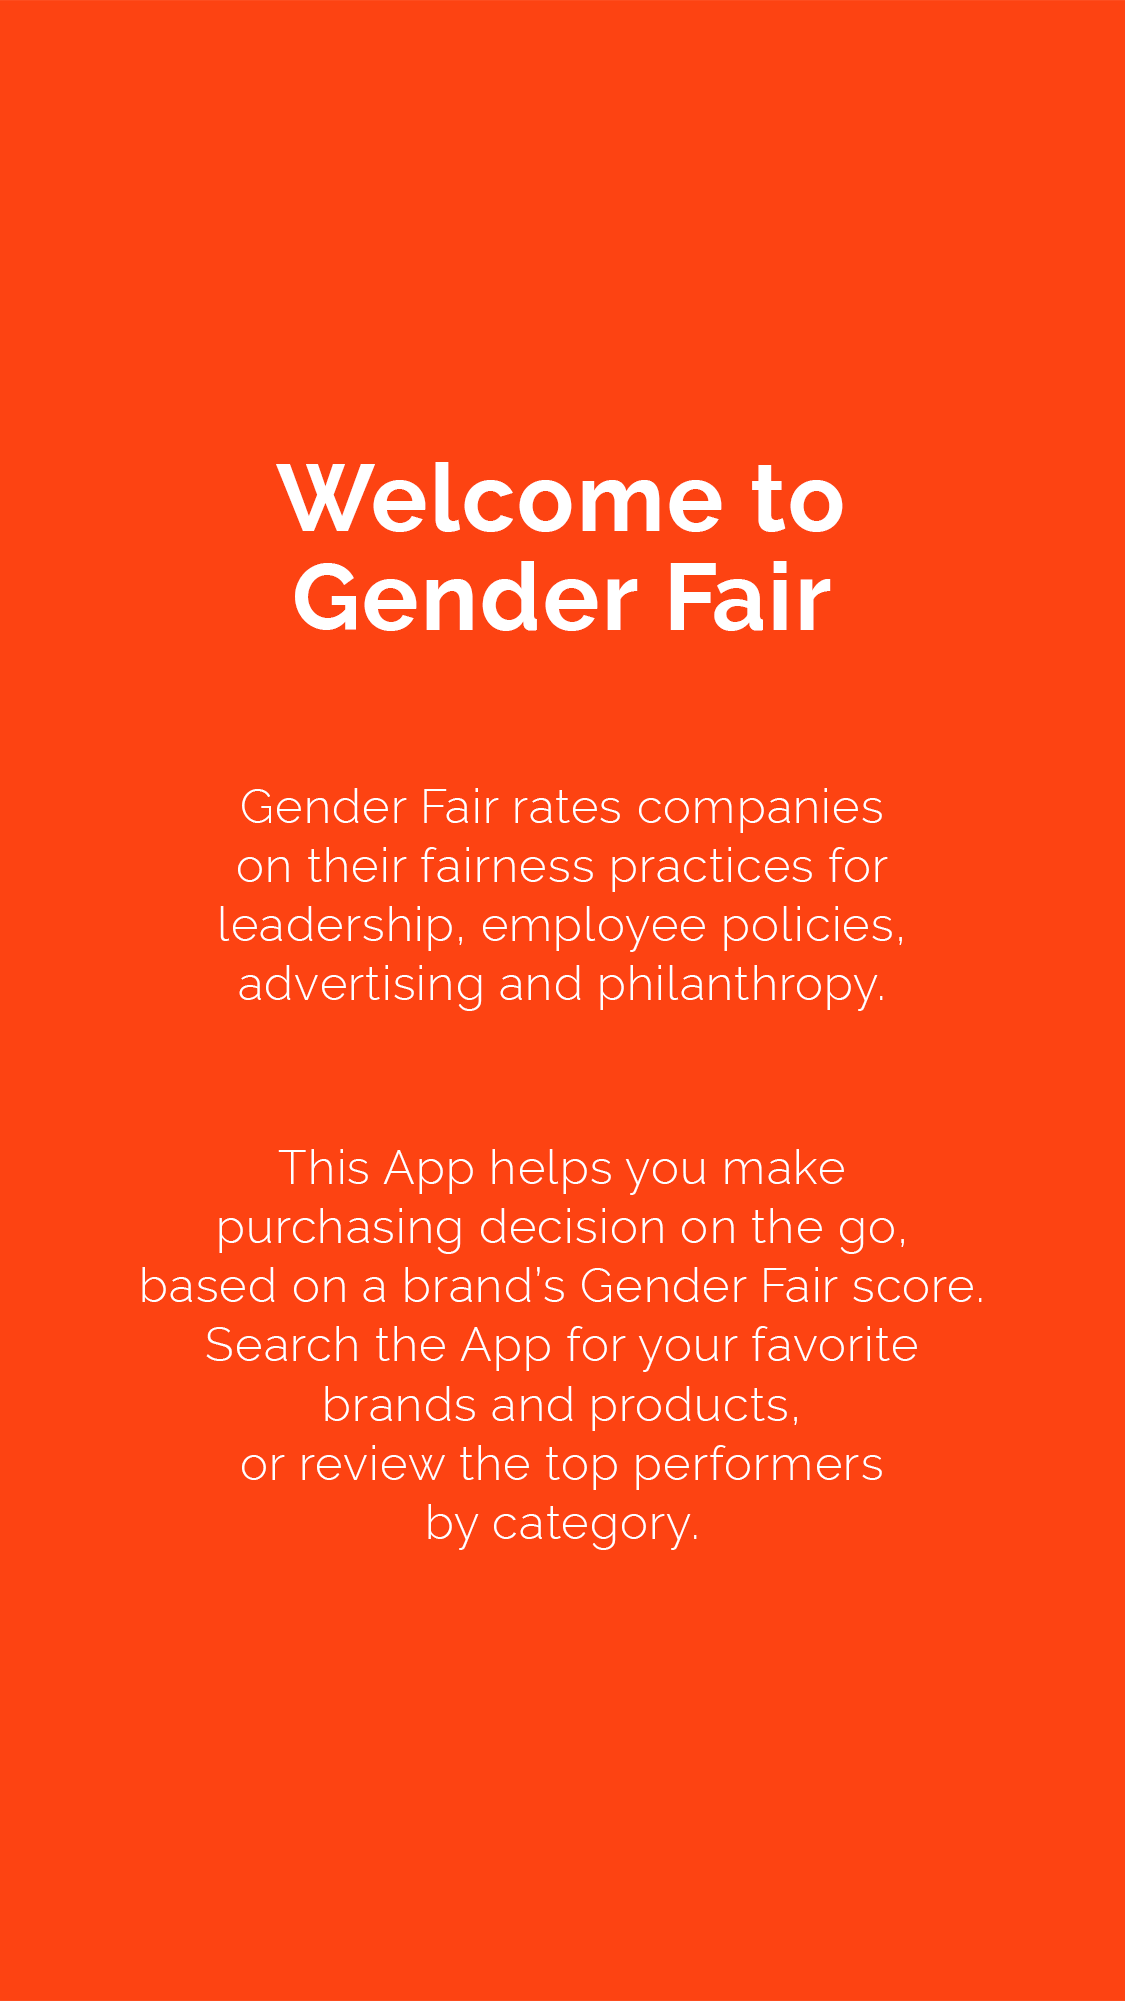 Welcome to
Gender Fair
Gender Fair rates companies
on their fairness practices for
leadership, employee policies,
advertising and philanthropy.
This App helps you make
purchasing decision on the go,
based on a brand’s Gender Fair score.
Search the App for your favorite
brands and products,
or review the top performers
by category.